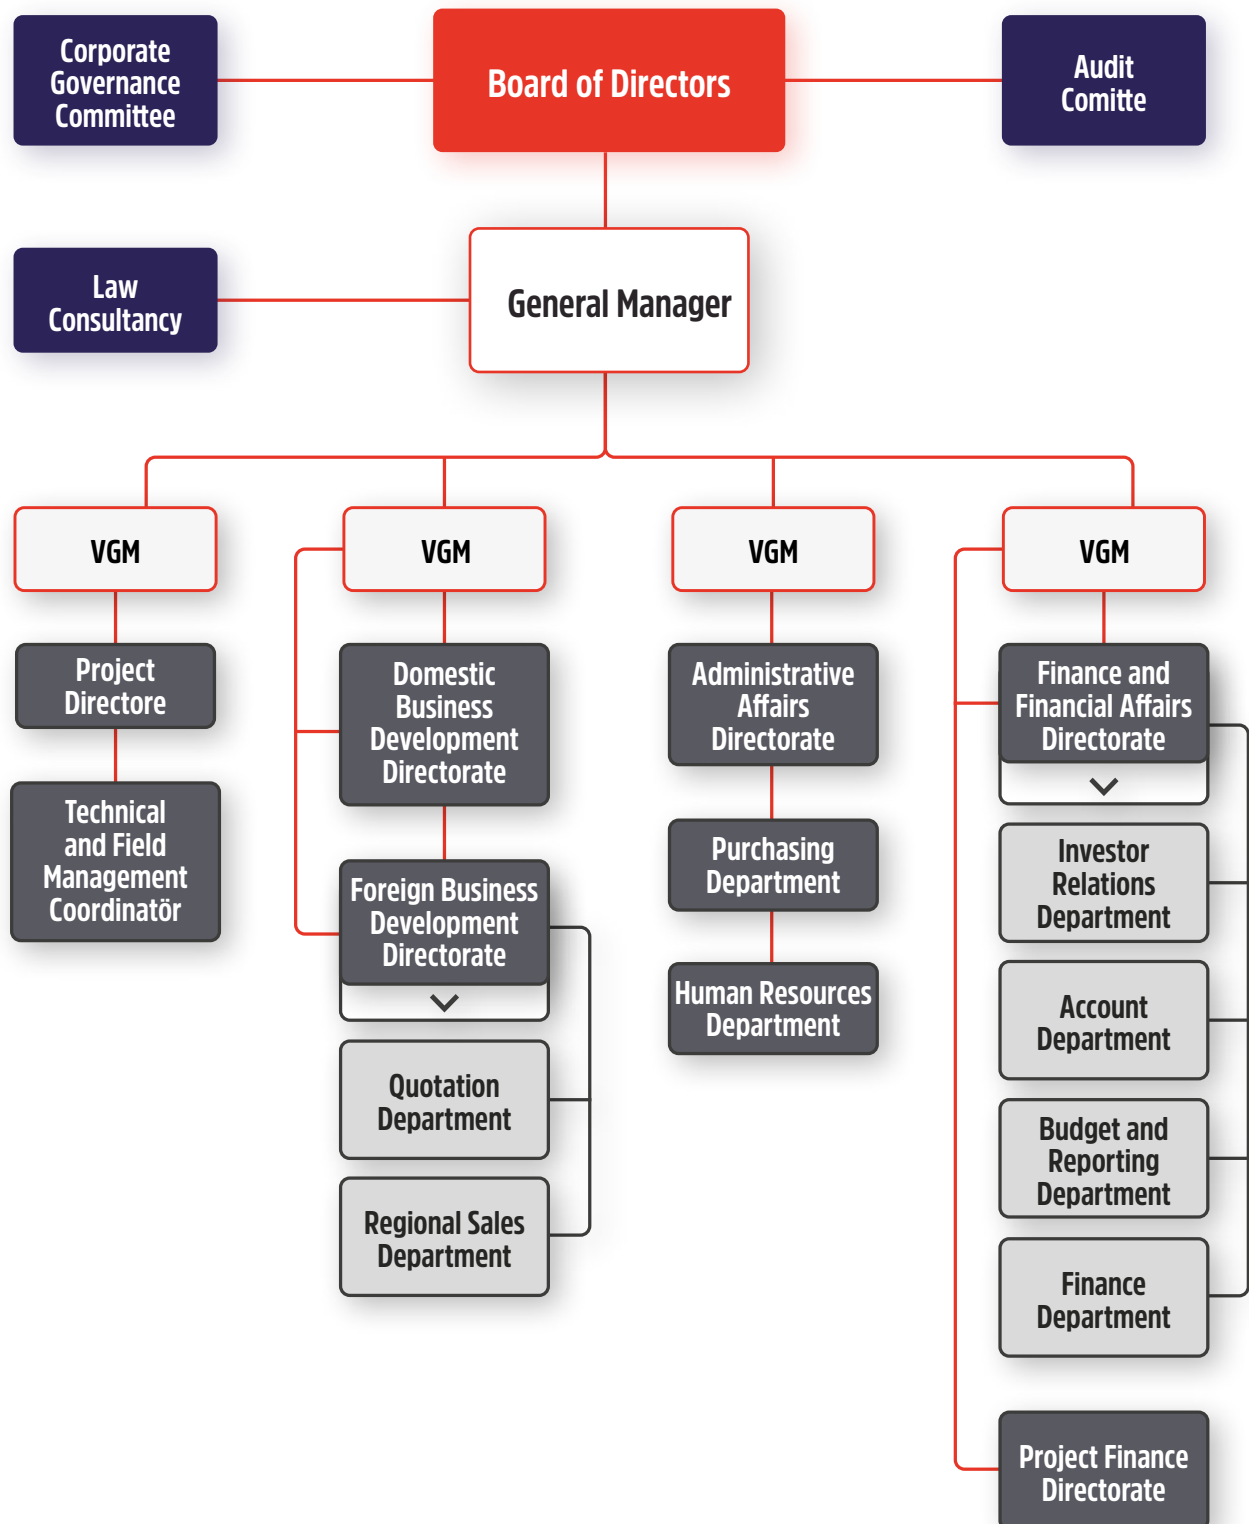 Corporate
Governance
Committee
Board of Directors
Audit
Comitte
Law
Consultancy
General Manager
VGM
VGM
VGM
VGM
Project
Directore
Technical
and Field
Management
Coordinatör
Domestic
Business
Development
Directorate
Foreign Business
Development
Directorate
Quotation
Department
Regional Sales
Department
Administrative
Affairs
Directorate
Purchasing
Department
Human Resources
Department
Finance and
Financial Affairs
Directorate
Investor
Relations
Department
Account
Department
Budget and
Reporting
Department
Finance
Department
Project Finance
Directorate